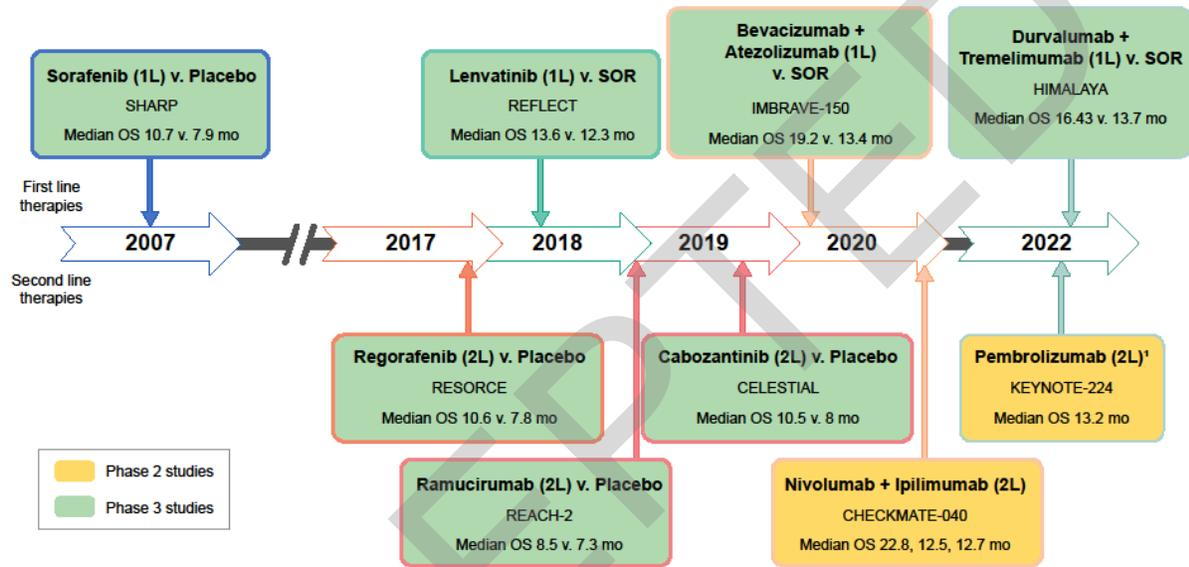 Sorafenib (1L) v. Placebo
SHARP
Median OS 10.7 v. 7.9 mo
Lenvatinib (1L) v. SOR
REFLECT
Median OS 13.6 v. 12.3 mo
Bevacizumab +
Atezolizumab (1L)
v. SOR
IMBRAVE-150
Median OS 19.2 v. 13.4 mo
Durvalumab +
Tremelimumab (1L) v. SOR
HIMALAYA
Median OS 16.43 v. 13.7 mo
First line
therapies
2007
2017
2018
2019
2020
2022
Second line
therapies
Regorafenib (2L) v. Placebo
RESORCE
Median OS 10.6 v. 7.8 mo
Cabozantinib (2L) v. Placebo
CELESTIAL
Median OS 10.5 v. 8 mo
Pembrolizumab (2L)¹
KEYNOTE-224
Median OS 13.2 mo
Ramucirumab (2L) v. Placebo
REACH-2
Median OS 8.5 v. 7.3 mo
Nivolumab + Ipilimumab (2L)
CHECKMATE-040
Median OS 22.8, 12.5, 12.7 mo
Phase 2 studies
Phase 3 studies
EPTED